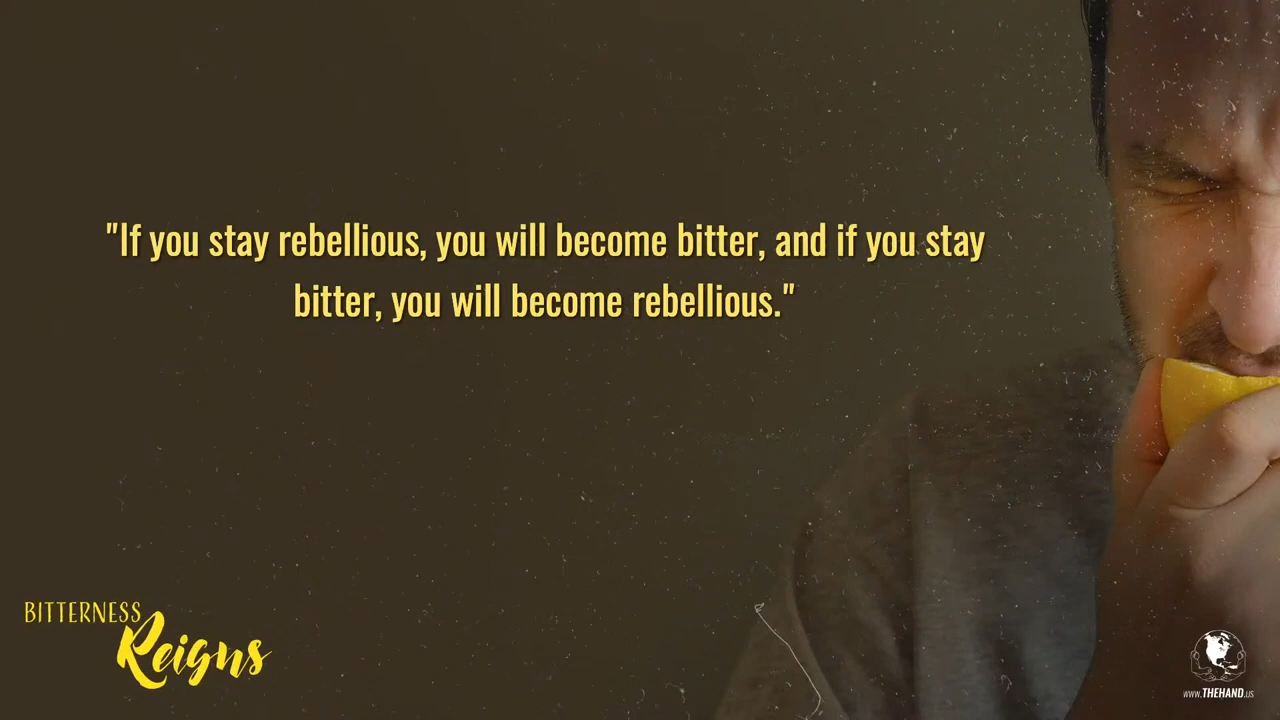 "If you stay rebellious, you will become bitter, and if you stay
bitter, you will become rebellious."
BITTERNESS
Reigns
www.THEHAND.us